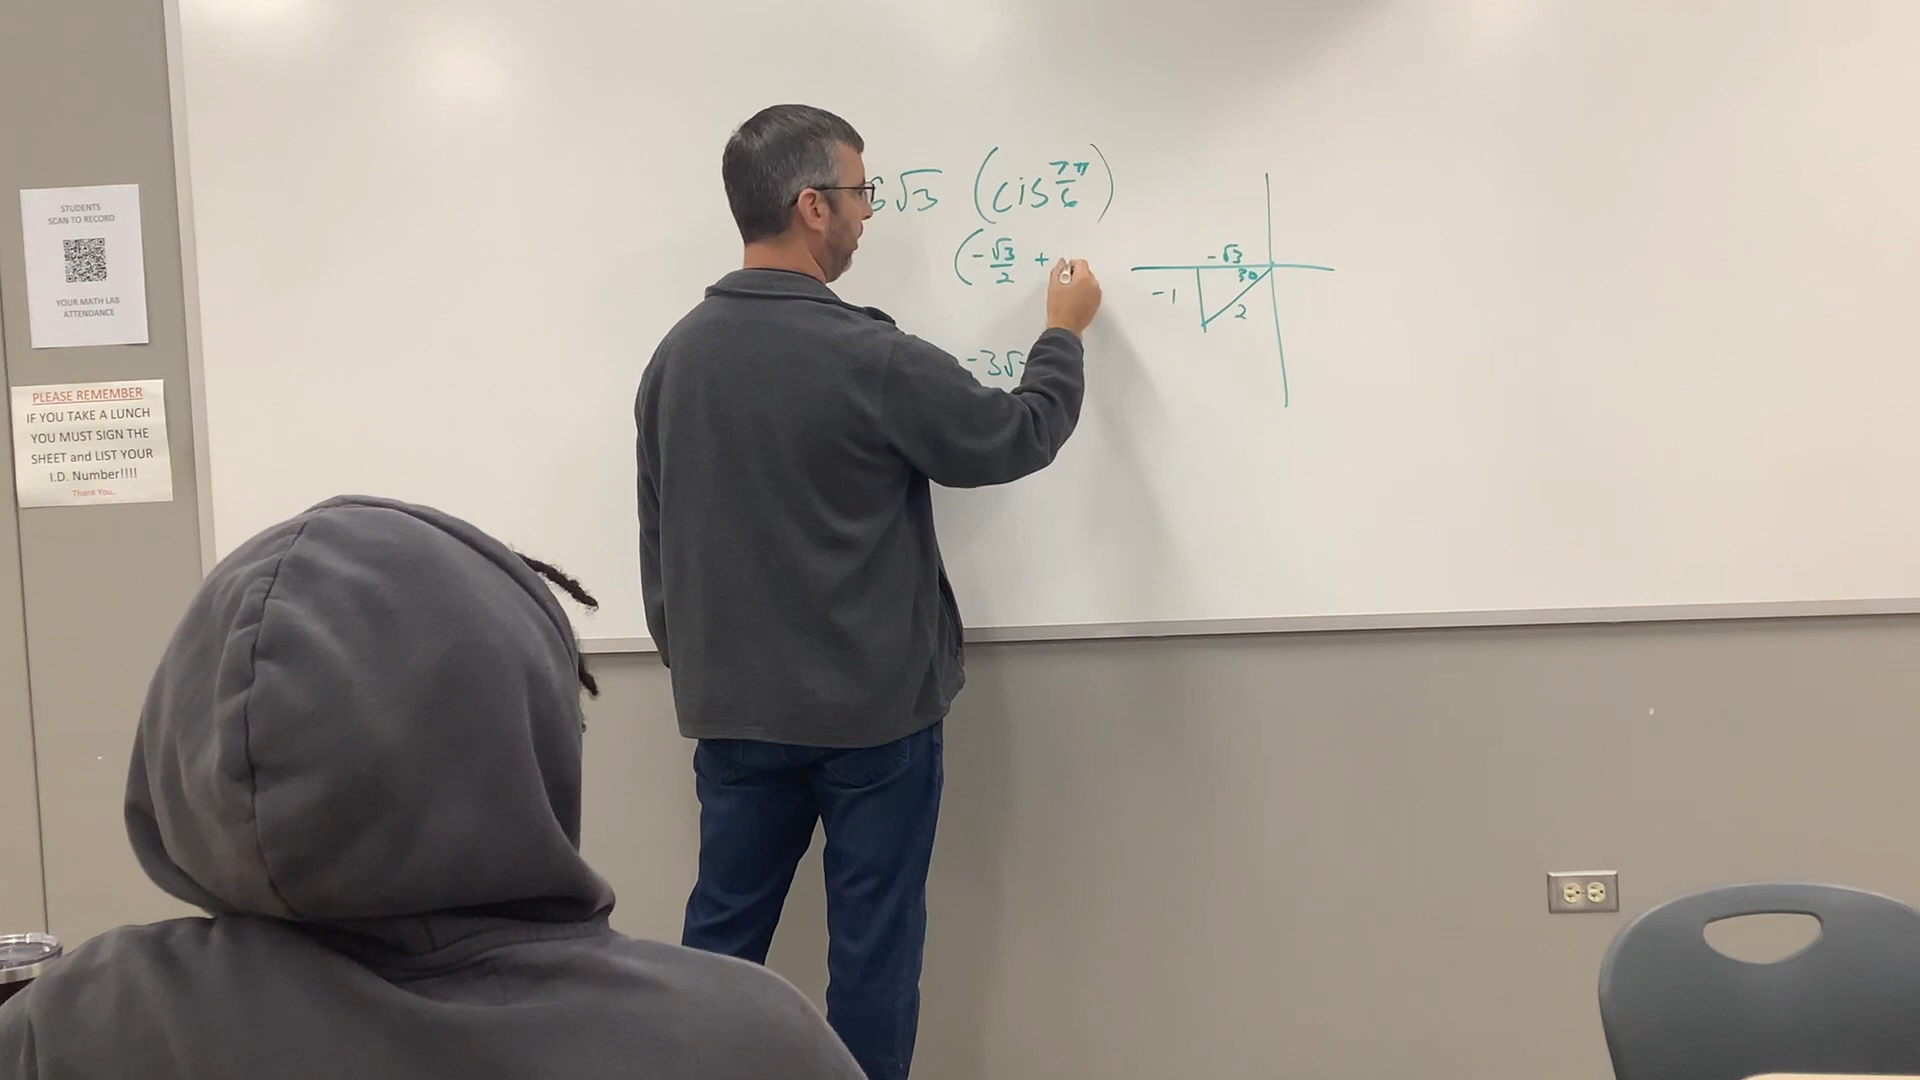 STUDENTS
SCAN TO RECORD
YOUR MATH LAB
ATTENDANCE
PLEASE REMEMBER
IF YOU TAKE A LUNCH
YOU MUST SIGN THE
SHEET and LIST YOUR
I.D. Number!!!!
Thank You..
6√3 (cis 7π/6)
(-√3/2 +
-3√
-√3
30
-1
2